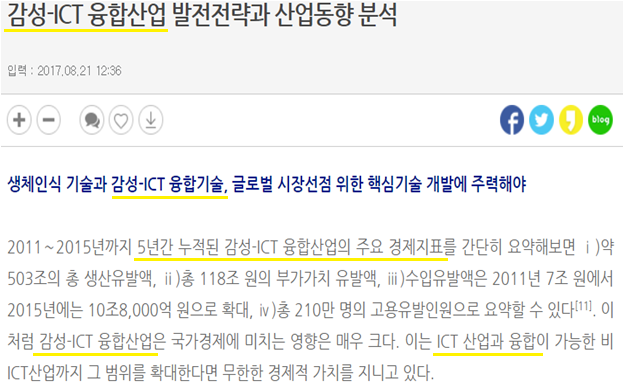 감성-ICT 융합산업 발전전략과 산업동향 분석
입력 : 2017.08.21 12:36
blog
생체인식 기술과 감성-ICT 융합기술, 글로벌 시장선점 위한 핵심기술 개발에 주력해야
2011~2015년까지 5년간 누적된 감성-ICT 융합산업의 주요 경제지표를 간단히 요약해보면 ⅰ)약
503조의 총 생산유발액, ⅱ)총 118조 원의 부가가치 유발액, ⅲ)수입유발액은 2011년 7조 원에서
2015년에는 10조8,000억 원으로 확대, ⅳ)총 210만 명의 고용유발인원으로 요약할 수 있다[11]. 이
처럼 감성-ICT 융합산업은 국가경제에 미치는 영향은 매우 크다. 이는 ICT 산업과 융합이 가능한 비
ICT산업까지 그 범위를 확대한다면 무한한 경제적 가치를 지니고 있다.